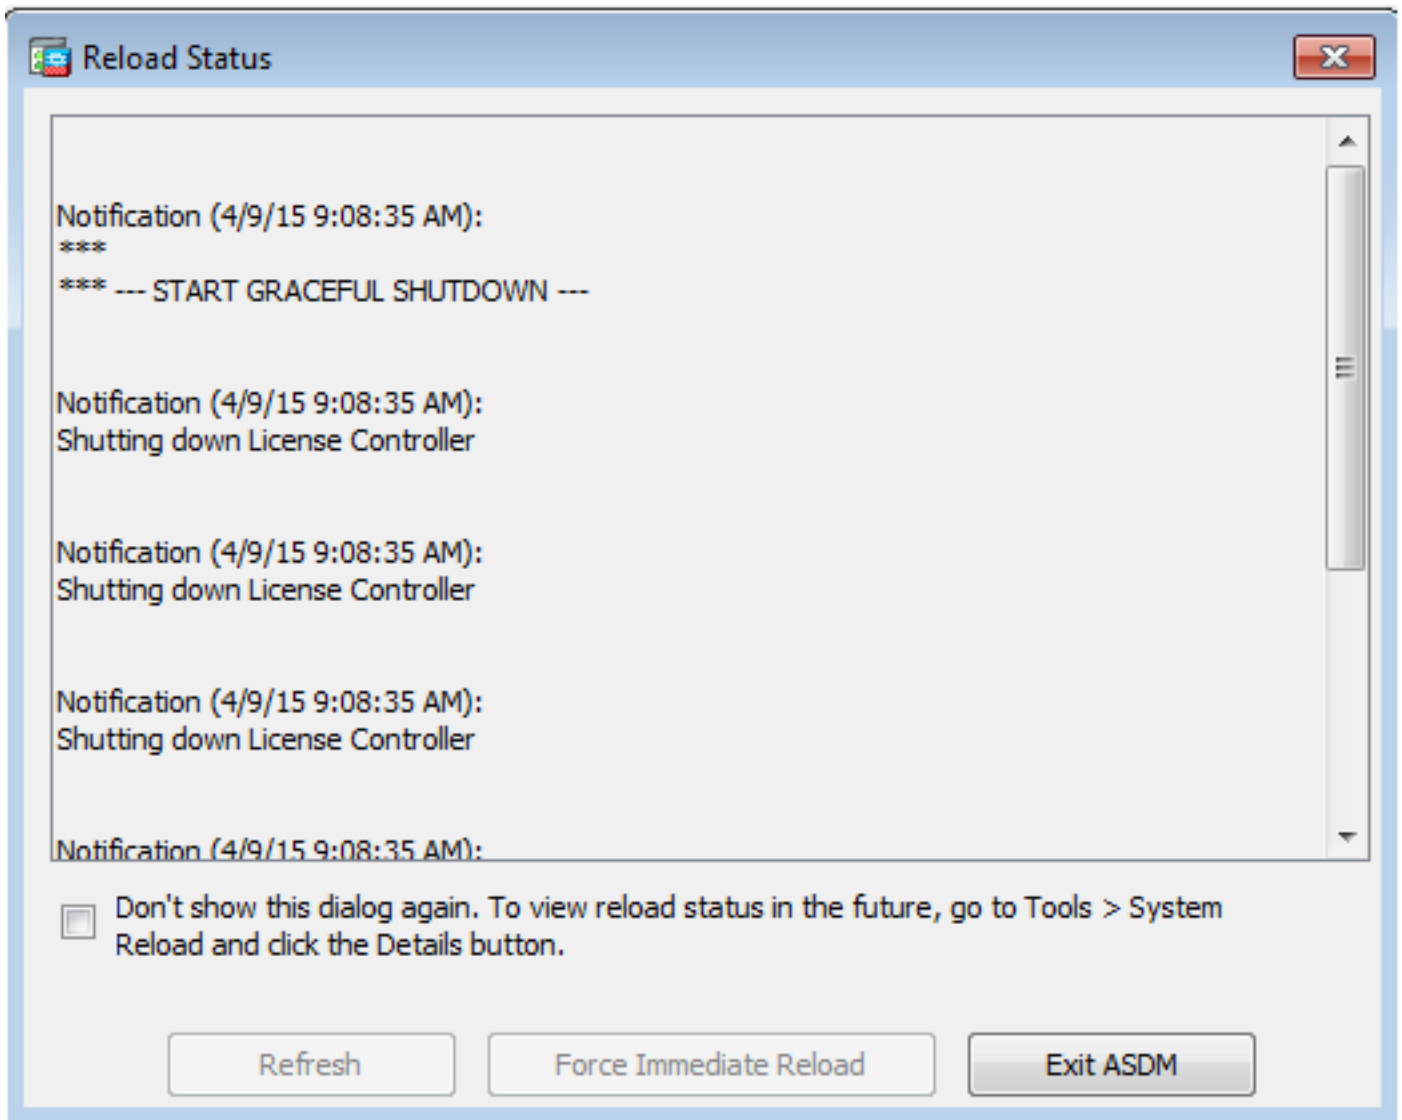 Reload Status
Notification (4/9/15 9:08:35 AM):
***
*** --- START GRACEFUL SHUTDOWN ---
Notification (4/9/15 9:08:35 AM):
Shutting down License Controller
Notification (4/9/15 9:08:35 AM):
Shutting down License Controller
Notification (4/9/15 9:08:35 AM):
Shutting down License Controller
Notification (4/9/15 9:08:35 AM):
Don't show this dialog again. To view reload status in the future, go to Tools > System
Reload and click the Details button.
Refresh Force Immediate Reload Exit ASDM